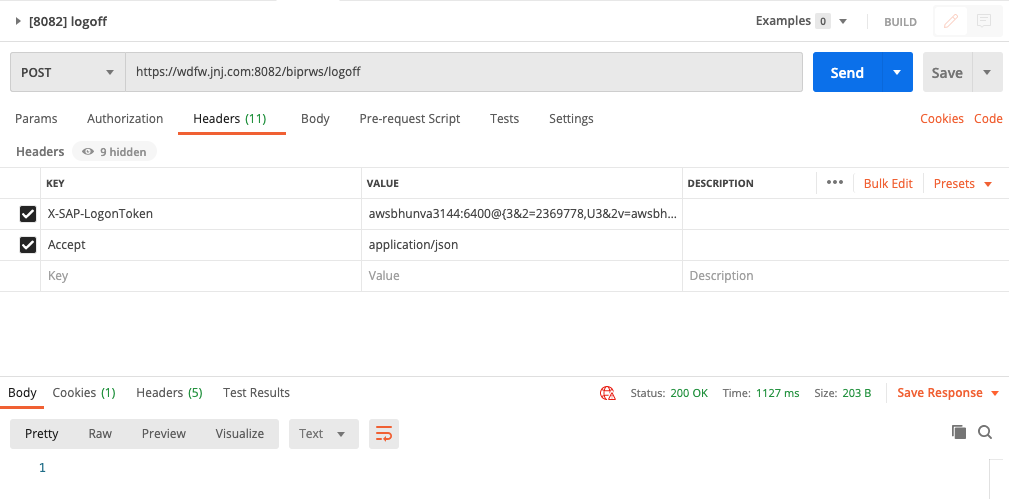 [8082] logoff Examples 0 BUILD
POST https://wdfw.jnj.com:8082/biprws/logoff Send Save
Params Authorization Headers (11) Body Pre-request Script Tests Settings Cookies Code
Headers 9 hidden
KEY VALUE DESCRIPTION ••• Bulk Edit Presets
X-SAP-LogonToken awsbhunva3144:6400@{3&2=2369778,U3&2v=awsbh...
Accept application/json
Key Value Description
Body Cookies (1) Headers (5) Test Results Status: 200 OK Time: 1127 ms Size: 203 B Save Response
Pretty Raw Preview Visualize Text
1